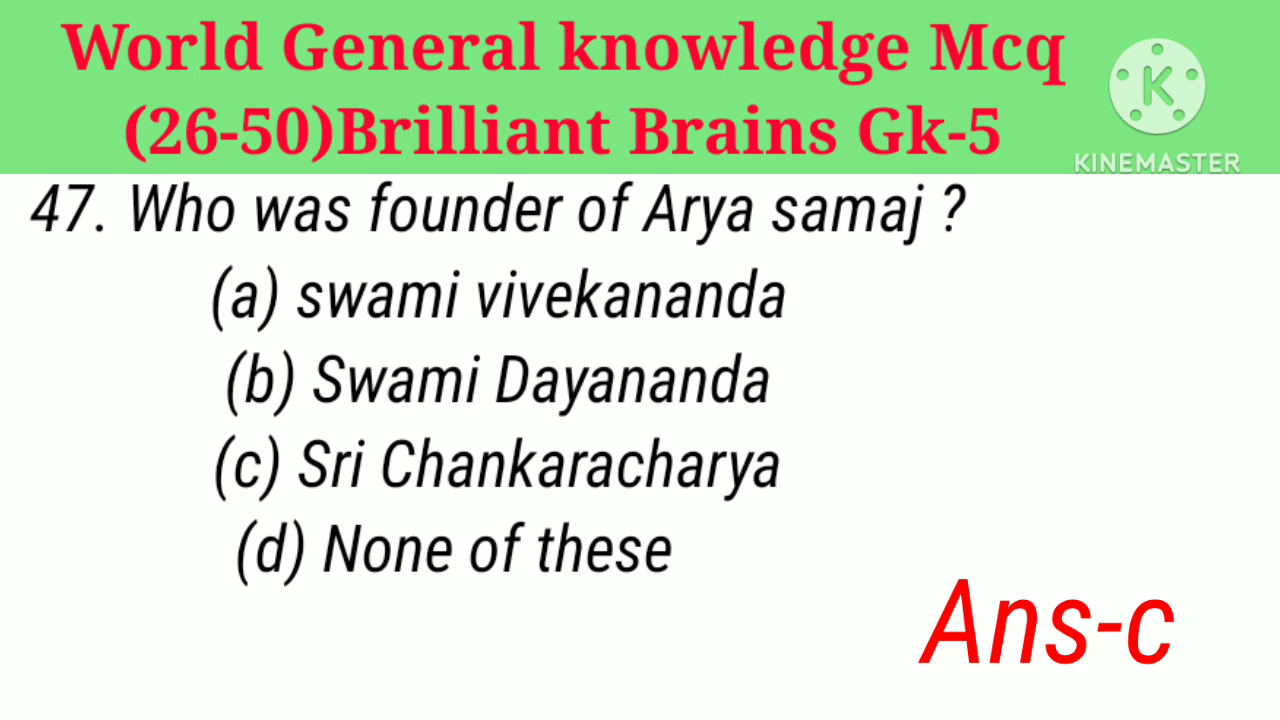 World General knowledge Mcq
(26-50)Brilliant Brains Gk-5
K
KINEMASTER
47. Who was founder of Arya samaj ?
(a) swami vivekananda
(b) Swami Dayananda
(c) Sri Chankaracharya
(d) None of these
Ans-c